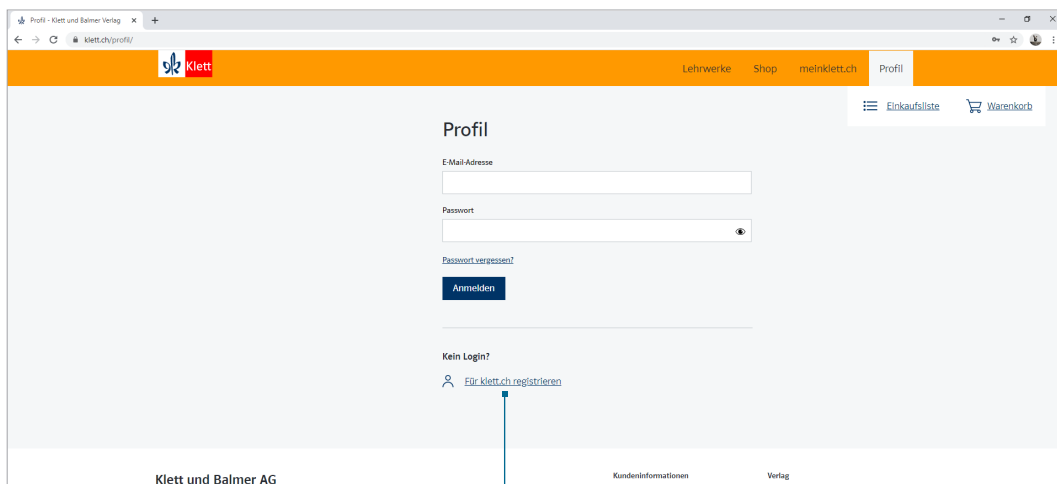 Profil - Klett und Balmer Verlag
klett.ch/profil/
Klett
Lehrwerke Shop meinklett.ch Profil
Einkaufsliste Warenkorb
Profil
E-Mail-Adresse
Passwort
Passwort vergessen?
Anmelden
Kein Login?
Für klett.ch registrieren
Klett und Balmer AG Kundeninformationen Verlag